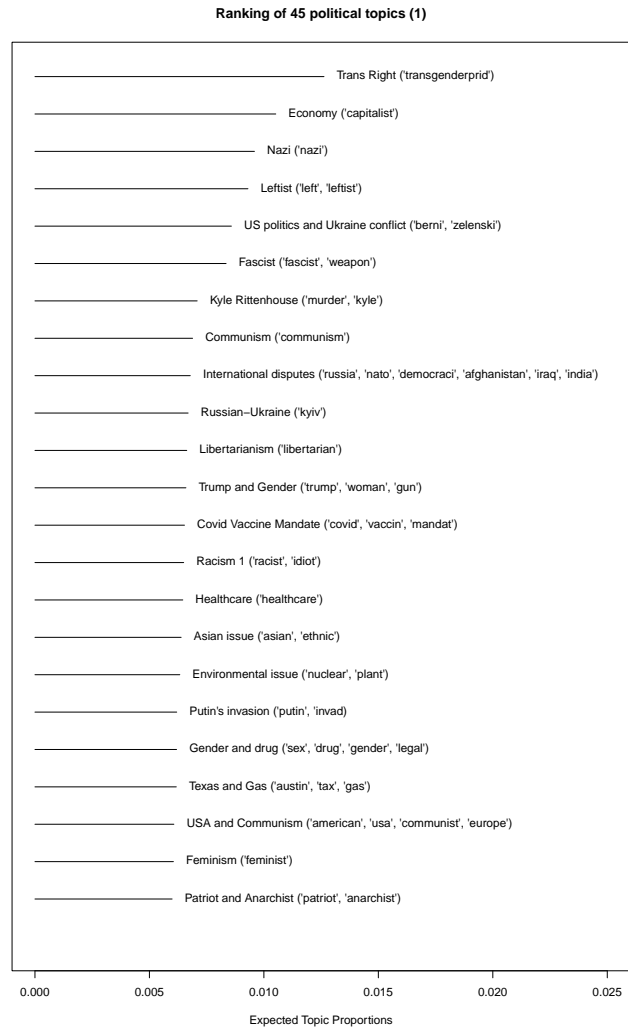 Ranking of 45 political topics (1)
Trans Right ('transgenderprid')
Economy ('capitalist')
Nazi ('nazi')
Leftist ('left', 'leftist')
US politics and Ukraine conflict ('berni', 'zelenski')
Fascist ('fascist', 'weapon')
Kyle Rittenhouse ('murder', 'kyle')
Communism ('communism')
International disputes ('russia', 'nato', 'democraci', 'afghanistan', 'iraq', 'india')
Russian−Ukraine ('kyiv')
Libertarianism ('libertarian')
Trump and Gender ('trump', 'woman', 'gun')
Covid Vaccine Mandate ('covid', 'vaccin', 'mandat')
Racism 1 ('racist', 'idiot')
Healthcare ('healthcare')
Asian issue ('asian', 'ethnic')
Environmental issue ('nuclear', 'plant')
Putin's invasion ('putin', 'invad)
Gender and drug ('sex', 'drug', 'gender', 'legal')
Texas and Gas ('austin', 'tax', 'gas')
USA and Communism ('american', 'usa', 'communist', 'europe')
Feminism ('feminist')
Patriot and Anarchist ('patriot', 'anarchist')
0.000 0.005 0.010 0.015 0.020 0.025
Expected Topic Proportions